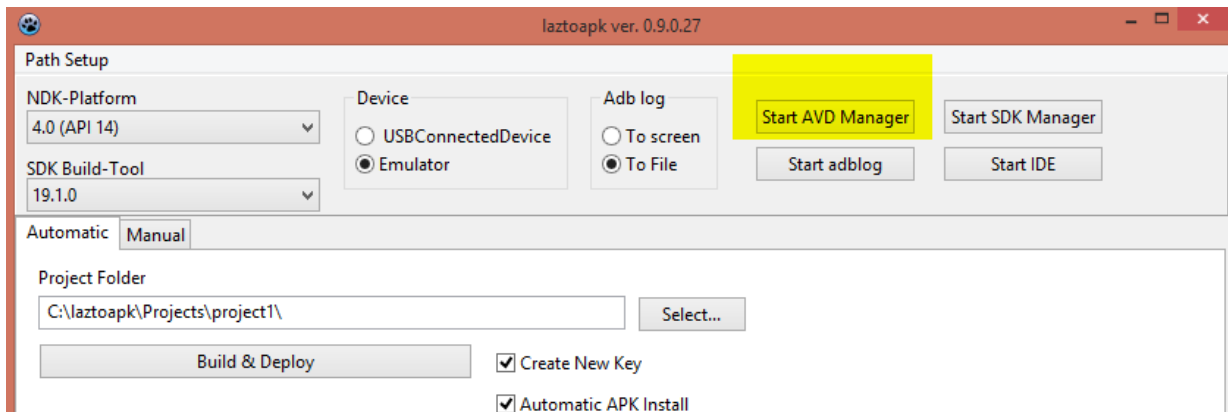 laztoapk ver. 0.9.0.27
Path Setup
NDK-Platform
4.0 (API 14)
SDK Build-Tool
19.1.0
Device
USBConnectedDevice
Emulator
Adb log
To screen
To File
Start AVD Manager
Start SDK Manager
Start adblog
Start IDE
Automatic
Manual
Project Folder
C:\laztoapk\Projects\project1\
Select...
Build & Deploy
Create New Key
Automatic APK Install